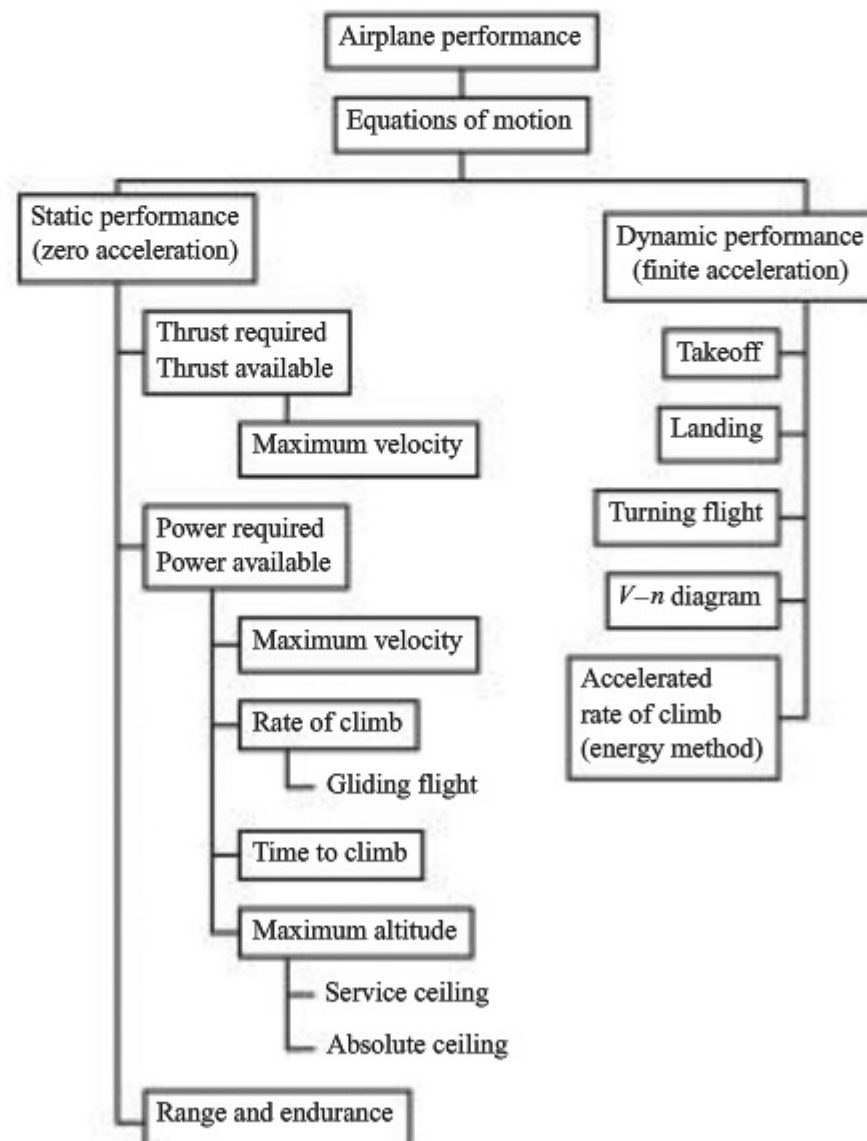 Airplane performance
Equations of motion
Static performance
(zero acceleration)
Thrust required
Thrust available
Maximum velocity
Power required
Power available
Maximum velocity
Rate of climb
Gliding flight
Time to climb
Maximum altitude
Service ceiling
Absolute ceiling
Range and endurance
Dynamic performance
(finite acceleration)
Takeoff
Landing
Turning flight
V–n diagram
Accelerated
rate of climb
(energy method)